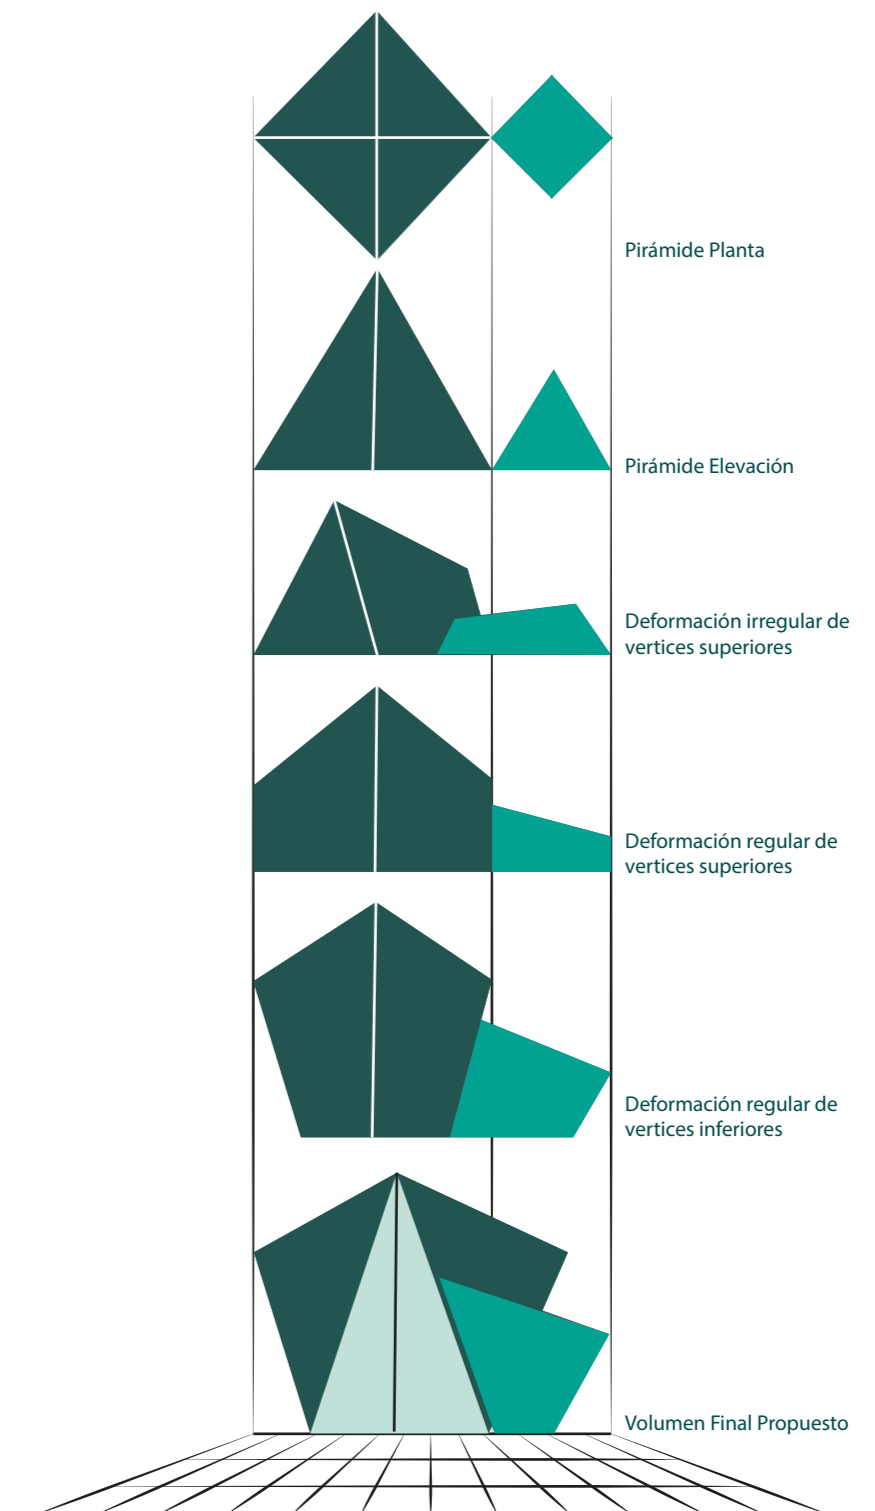 Pirámide Planta
Pirámide Elevación
Deformación irregular de
vertices superiores
Deformación regular de
vertices superiores
Deformación regular de
vertices inferiores
Volumen Final Propuesto